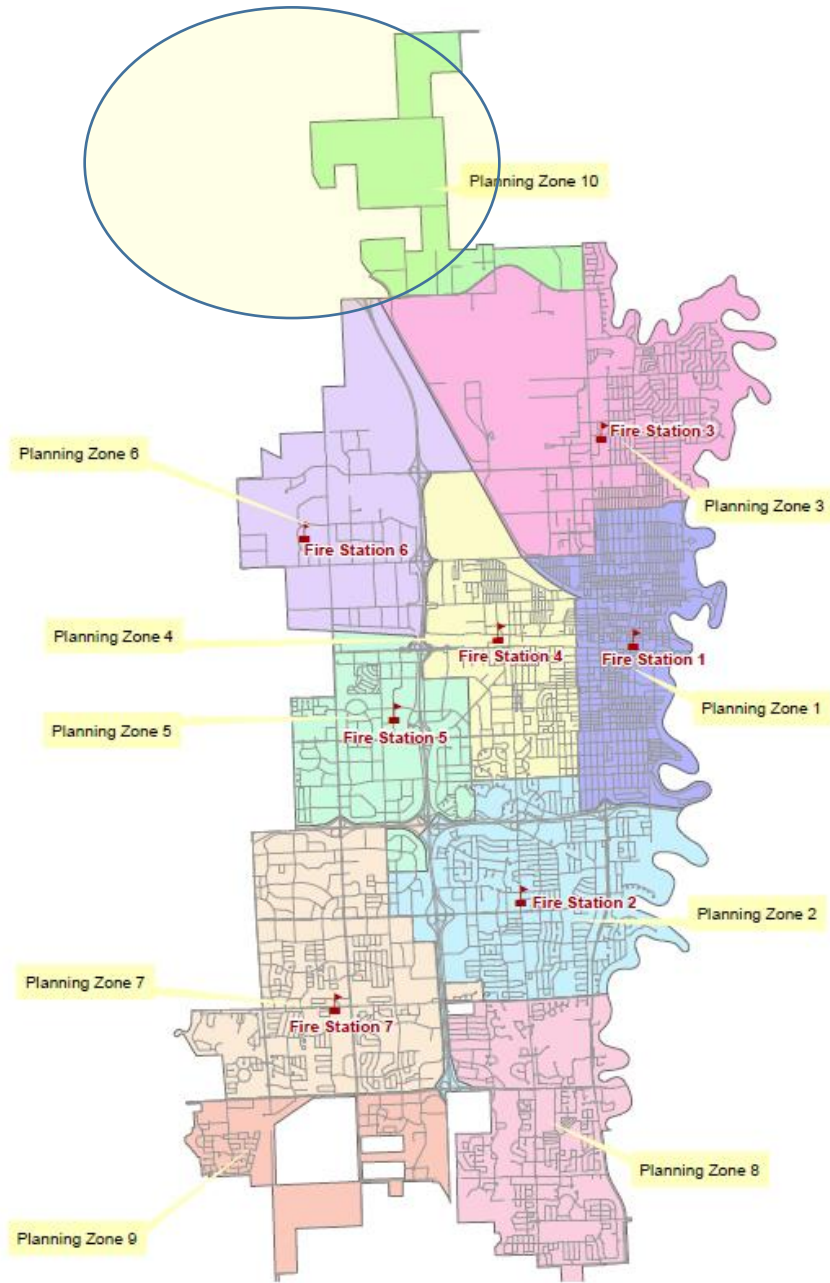 Planning Zone 10
Fire Station 3
Planning Zone 6
Planning Zone 3
Fire Station 6
Planning Zone 4
Fire Station 4
Fire Station 1
Planning Zone 1
Planning Zone 5
Fire Station 5
Fire Station 2
Planning Zone 2
Planning Zone 7
Fire Station 7
Planning Zone 8
Planning Zone 9